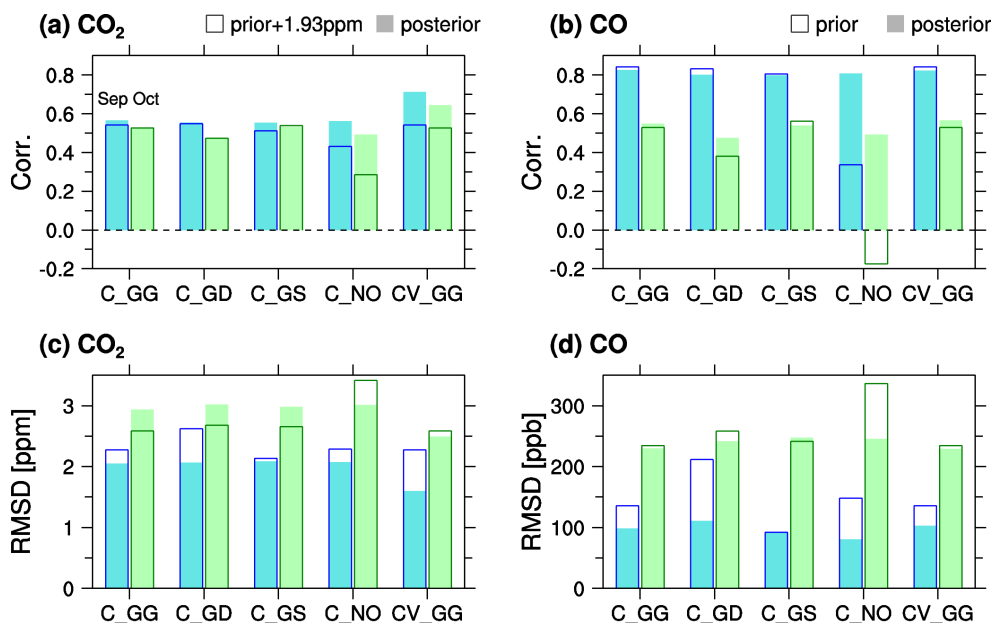 (a) CO₂ prior+1.93ppm posterior
(b) CO prior posterior
0.8
0.6
0.4
0.2
0.0
-0.2
Corr.
Sep Oct
C_GG C_GD C_GS C_NO CV_GG
0.8
0.6
0.4
0.2
0.0
-0.2
Corr.
C_GG C_GD C_GS C_NO CV_GG
(c) CO₂
3
2
1
0
RMSD [ppm]
C_GG C_GD C_GS C_NO CV_GG
(d) CO
300
200
100
0
RMSD [ppb]
C_GG C_GD C_GS C_NO CV_GG